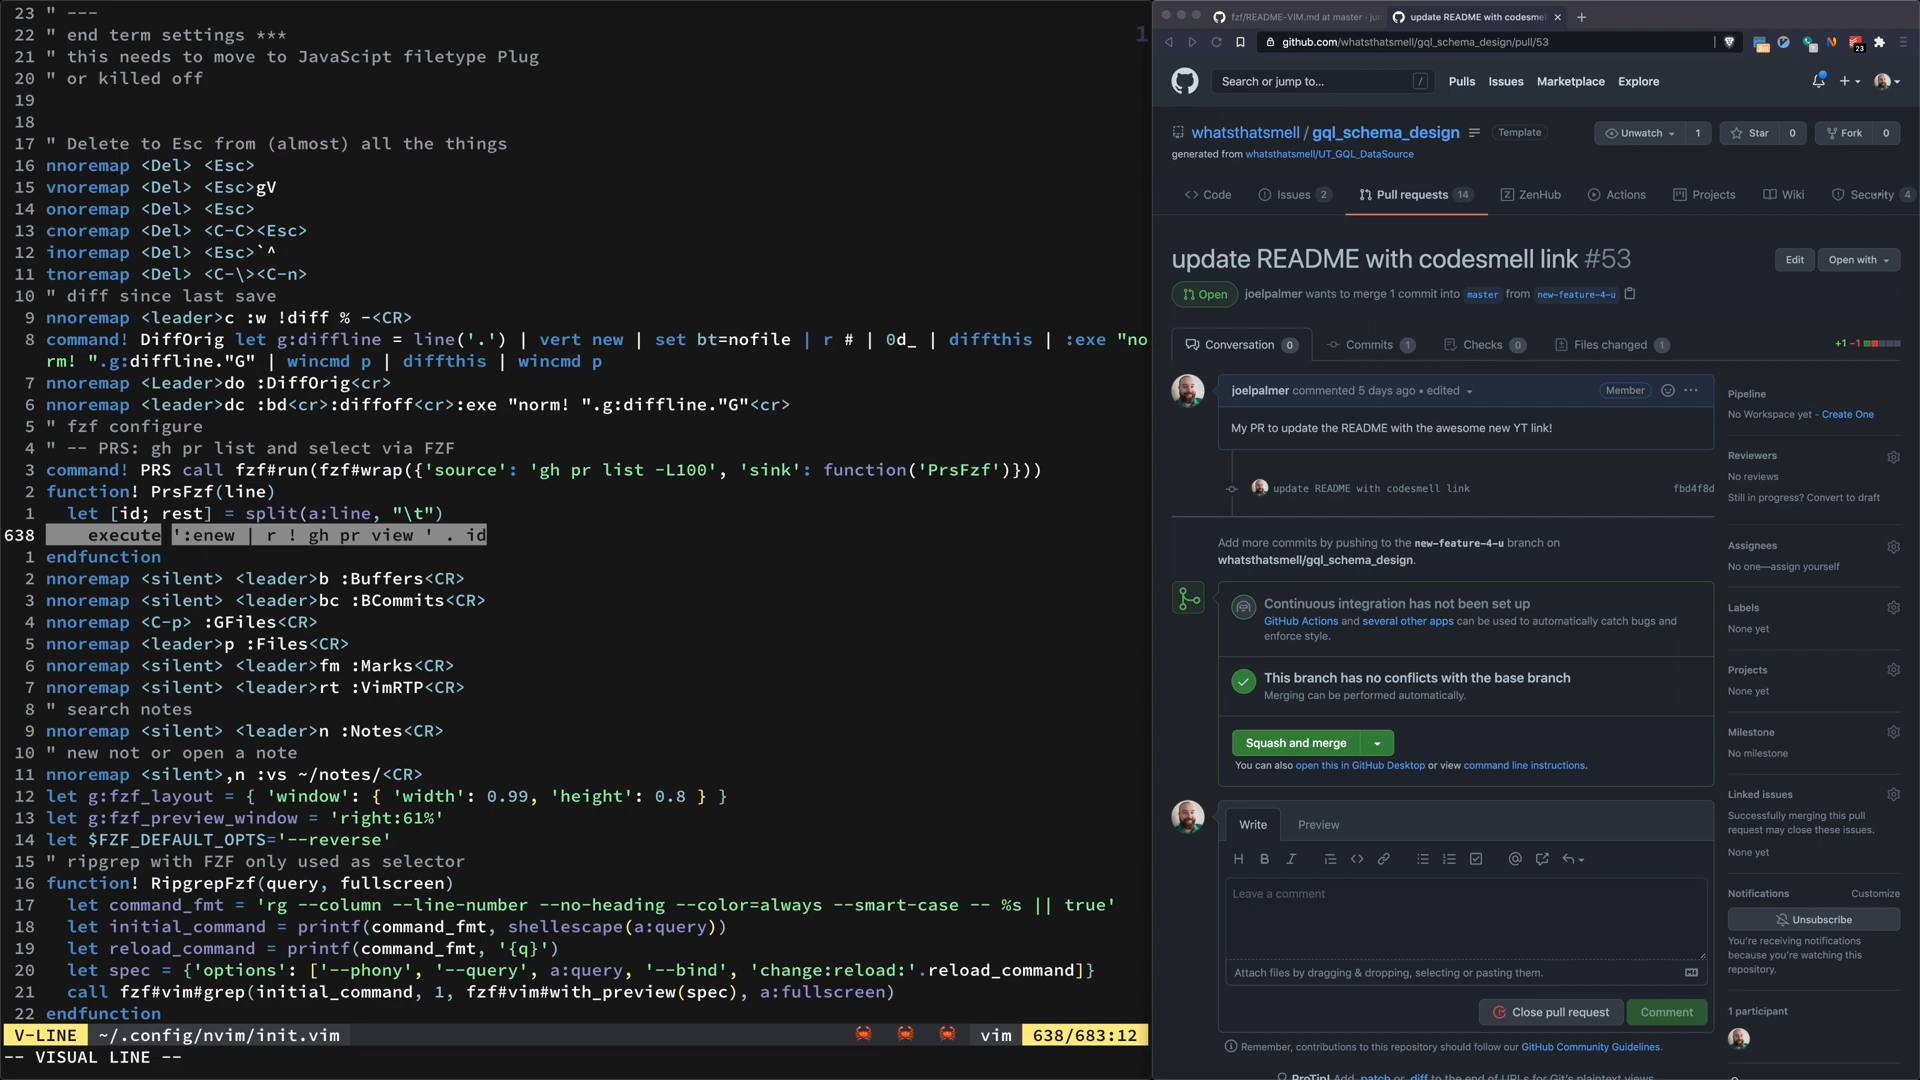 23 " ---
22 " end term settings ***
21 " this needs to move to JavaScipt filetype Plug
20 " or killed off
19
18
17 " Delete to Esc from (almost) all the things
16 nnoremap <Del> <Esc>
15 vnoremap <Del> <Esc>gV
14 onoremap <Del> <Esc>
13 cnoremap <Del> <C-C><Esc>
12 inoremap <Del> <Esc>`^
11 tnoremap <Del> <C-\><C-n>
10 " diff since last save
9 nnoremap <leader>c :w !diff % -<CR>
8 command! DiffOrig let g:diffline = line('.') | vert new | set bt=nofile | r # | 0d_ | diffthis | :exe "no
rm! ".g:diffline."G" | wincmd p | diffthis | wincmd p
7 nnoremap <Leader>do :DiffOrig<cr>
6 nnoremap <leader>dc :bd<cr>:diffoff<cr>:exe "norm! ".g:diffline."G"<cr>
5 " fzf configure
4 " -- PRS: gh pr list and select via FZF
3 command! PRS call fzf#run(fzf#wrap({'source': 'gh pr list -L100', 'sink': function('PrsFzf')}))
2 function! PrsFzf(line)
1 let [id; rest] = split(a:line, "\t")
638 execute ':enew | r ! gh pr view ' . id
1 endfunction
2 nnoremap <silent> <leader>b :Buffers<CR>
3 nnoremap <silent> <leader>bc :BCommits<CR>
4 nnoremap <C-p> :GFiles<CR>
5 nnoremap <leader>p :Files<CR>
6 nnoremap <silent> <leader>fm :Marks<CR>
7 nnoremap <silent> <leader>rt :VimRTP<CR>
8 " search notes
9 nnoremap <silent> <leader>n :Notes<CR>
10 " new not or open a note
11 nnoremap <silent>,n :vs ~/notes/<CR>
12 let g:fzf_layout = { 'window': { 'width': 0.99, 'height': 0.8 } }
13 let g:fzf_preview_window = 'right:61%'
14 let $FZF_DEFAULT_OPTS='--reverse'
15 " ripgrep with FZF only used as selector
16 function! RipgrepFzf(query, fullscreen)
17 let command_fmt = 'rg --column --line-number --no-heading --color=always --smart-case -- %s || true'
18 let initial_command = printf(command_fmt, shellescape(a:query))
19 let reload_command = printf(command_fmt, '{q}')
20 let spec = {'options': ['--phony', '--query', a:query, '--bind', 'change:reload:'.reload_command]}
21 call fzf#vim#grep(initial_command, 1, fzf#vim#with_preview(spec), a:fullscreen)
22 endfunction
V-LINE ~/.config/nvim/init.vim vim 638/683:12
-- VISUAL LINE --
1
fzf/README-VIM.md at master · jun
update README with codesmell
github.com/whatsthatsmell/gql_schema_design/pull/53
23
Search or jump to... /
Pulls Issues Marketplace Explore
whatsthatsmell / gql_schema_design Template
Unwatch 1 Star 0 Fork 0
generated from whatsthatsmell/UT_GQL_DataSource
Code Issues 2 Pull requests 14 ZenHub Actions Projects Wiki Security 4
update README with codesmell link #53
Edit Open with
Open joelpalmer wants to merge 1 commit into master from new-feature-4-u
Conversation 0 Commits 1 Checks 0 Files changed 1 +1 −1
joelpalmer commented 5 days ago • edited Member
My PR to update the README with the awesome new YT link!
update README with codesmell link fbd4f8d
Add more commits by pushing to the new-feature-4-u branch on
whatsthatsmell/gql_schema_design.
Continuous integration has not been set up
GitHub Actions and several other apps can be used to automatically catch bugs and
enforce style.
This branch has no conflicts with the base branch
Merging can be performed automatically.
Squash and merge
You can also open this in GitHub Desktop or view command line instructions.
Write Preview
H B I
Leave a comment
Attach files by dragging & dropping, selecting or pasting them.
Close pull request Comment
Remember, contributions to this repository should follow our GitHub Community Guidelines.
ProTip! Add .patch or .diff to the end of URLs for Git's plaintext views.
Pipeline
No Workspace yet - Create One
Reviewers
No reviews
Still in progress? Convert to draft
Assignees
No one—assign yourself
Labels
None yet
Projects
None yet
Milestone
No milestone
Linked issues
Successfully merging this pull
request may close these issues.
None yet
Notifications Customize
Unsubscribe
You're receiving notifications
because you're watching this
repository.
1 participant